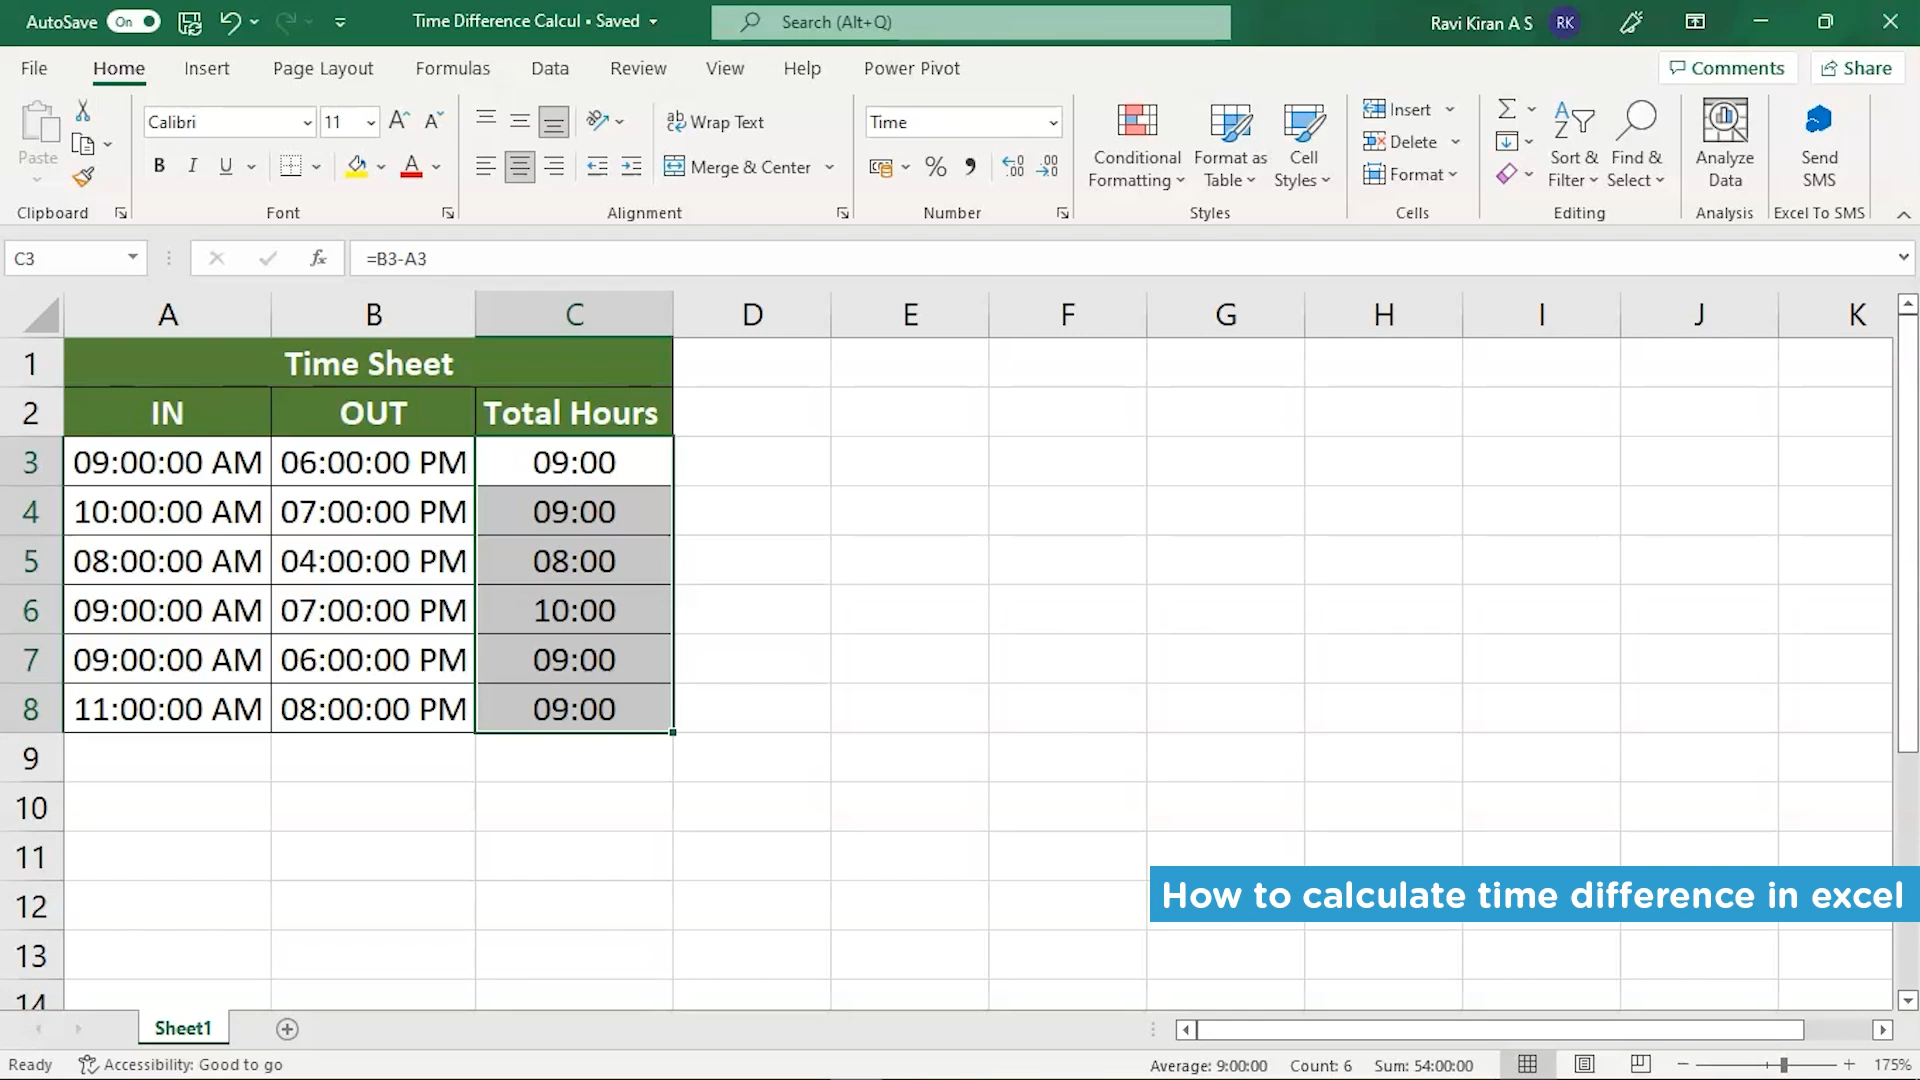 AutoSave On Time Difference Calcul • Saved Search (Alt+Q) Ravi Kiran A S RK
File Home Insert Page Layout Formulas Data Review View Help Power Pivot Comments Share
Paste Calibri 11 Wrap Text Time Conditional Formatting Format as Table Cell Styles Insert Sort & Filter Find & Select Analyze Data Send SMS
B I U Merge & Center % Delete
Format
Clipboard Font Alignment Number Styles Cells Editing Analysis Excel To SMS
C3 fx =B3-A3
A B C D E F G H I J K
1 Time Sheet
2 IN OUT Total Hours
3 09:00:00 AM 06:00:00 PM 09:00
4 10:00:00 AM 07:00:00 PM 09:00
5 08:00:00 AM 04:00:00 PM 08:00
6 09:00:00 AM 07:00:00 PM 10:00
7 09:00:00 AM 06:00:00 PM 09:00
8 11:00:00 AM 08:00:00 PM 09:00
9
10
11
How to calculate time difference in excel
12
13
14
Sheet1
Ready Accessibility: Good to go Average: 9:00:00 Count: 6 Sum: 54:00:00 175%